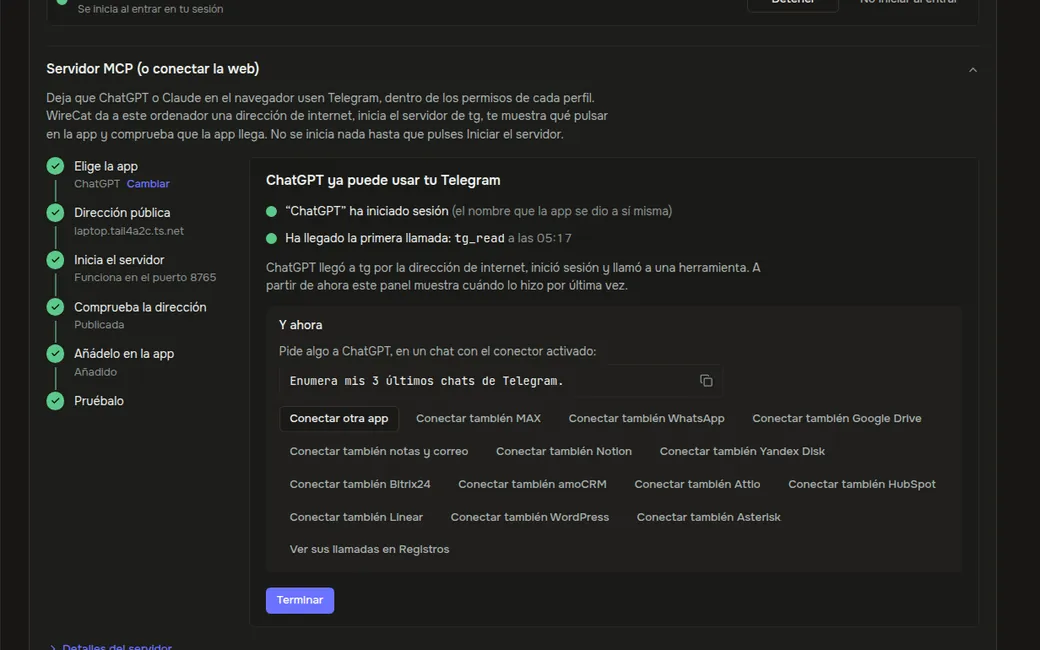 Se inicia al entrar en tu sesión
Detener
No iniciar al entrar
Servidor MCP (o conectar la web)
Deja que ChatGPT o Claude en el navegador usen Telegram, dentro de los permisos de cada perfil.
WireCat da a este ordenador una dirección de internet, inicia el servidor de tg, te muestra qué pulsar
en la app y comprueba que la app llega. No se inicia nada hasta que pulses Iniciar el servidor.
Elige la app
ChatGPT Cambiar
Dirección pública
laptop.tail4a2c.ts.net
Inicia el servidor
Funciona en el puerto 8765
Comprueba la dirección
Publicada
Añádelo en la app
Añadido
Pruébalo
ChatGPT ya puede usar tu Telegram
“ChatGPT” ha iniciado sesión (el nombre que la app se dio a sí misma)
Ha llegado la primera llamada: tg_read a las 05:17
ChatGPT llegó a tg por la dirección de internet, inició sesión y llamó a una herramienta. A
partir de ahora este panel muestra cuándo lo hizo por última vez.
Y ahora
Pide algo a ChatGPT, en un chat con el conector activado:
Enumera mis 3 últimos chats de Telegram.
Conectar otra app Conectar también MAX Conectar también WhatsApp Conectar también Google Drive
Conectar también notas y correo Conectar también Notion Conectar también Yandex Disk
Conectar también Bitrix24 Conectar también amoCRM Conectar también Attio Conectar también HubSpot
Conectar también Linear Conectar también WordPress Conectar también Asterisk
Ver sus llamadas en Registros
Terminar
Detalles del servidor